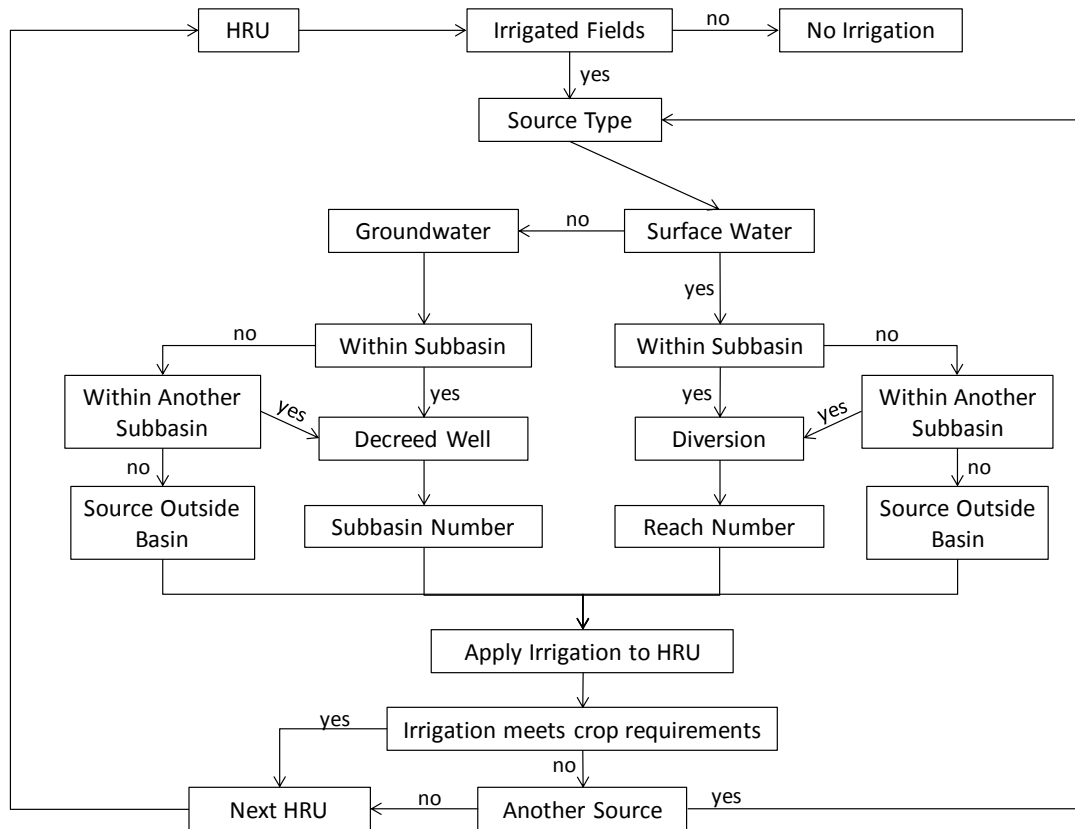 HRU
Irrigated Fields
no
No Irrigation
yes
Source Type
Groundwater
no
Surface Water
yes
no
Within Subbasin
Within Subbasin
no
Within Another
Subbasin
yes
yes
Decreed Well
yes
Diversion
yes
Within Another
Subbasin
no
no
Source Outside
Basin
Subbasin Number
Reach Number
Source Outside
Basin
Apply Irrigation to HRU
yes
Irrigation meets crop requirements
no
Next HRU
no
Another Source
yes